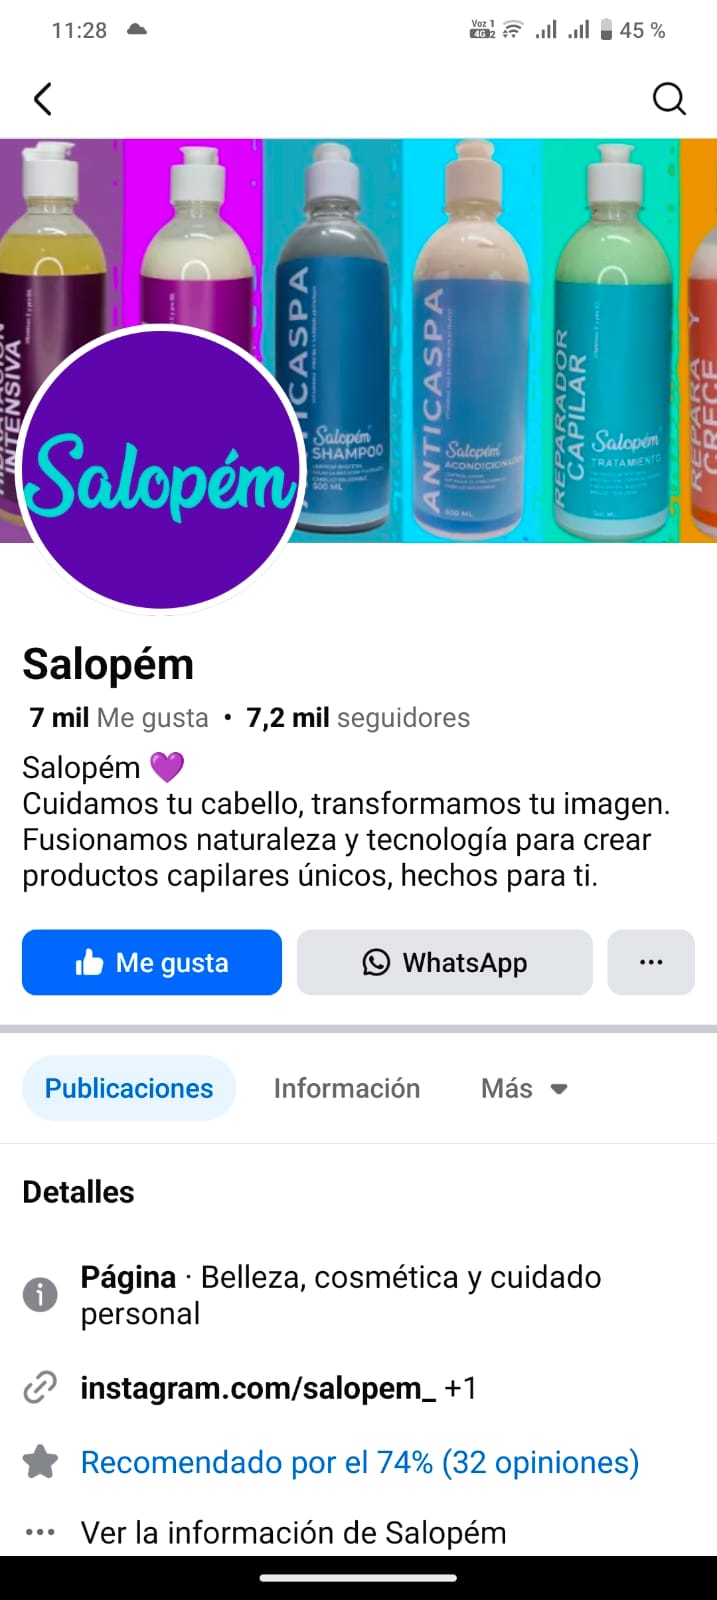 11:28
Voz 1
4G 2
45 %
INTENSIVA
ANTICASPA
Salopém
SHAMPOO
500 ML
ANTICASPA
Salopém
ACONDICIONADOR
500 ML
REPARADOR
CAPILAR
Salopém
TRATAMIENTO
REPARA Y
CRECE
Salopém
Salopém
7 mil Me gusta • 7,2 mil seguidores
Salopém 💜
Cuidamos tu cabello, transformamos tu imagen.
Fusionamos naturaleza y tecnología para crear
productos capilares únicos, hechos para ti.
Me gusta
WhatsApp
Publicaciones
Información
Más
Detalles
Página · Belleza, cosmética y cuidado
personal
instagram.com/salopem_ +1
Recomendado por el 74% (32 opiniones)
Ver la información de Salopém